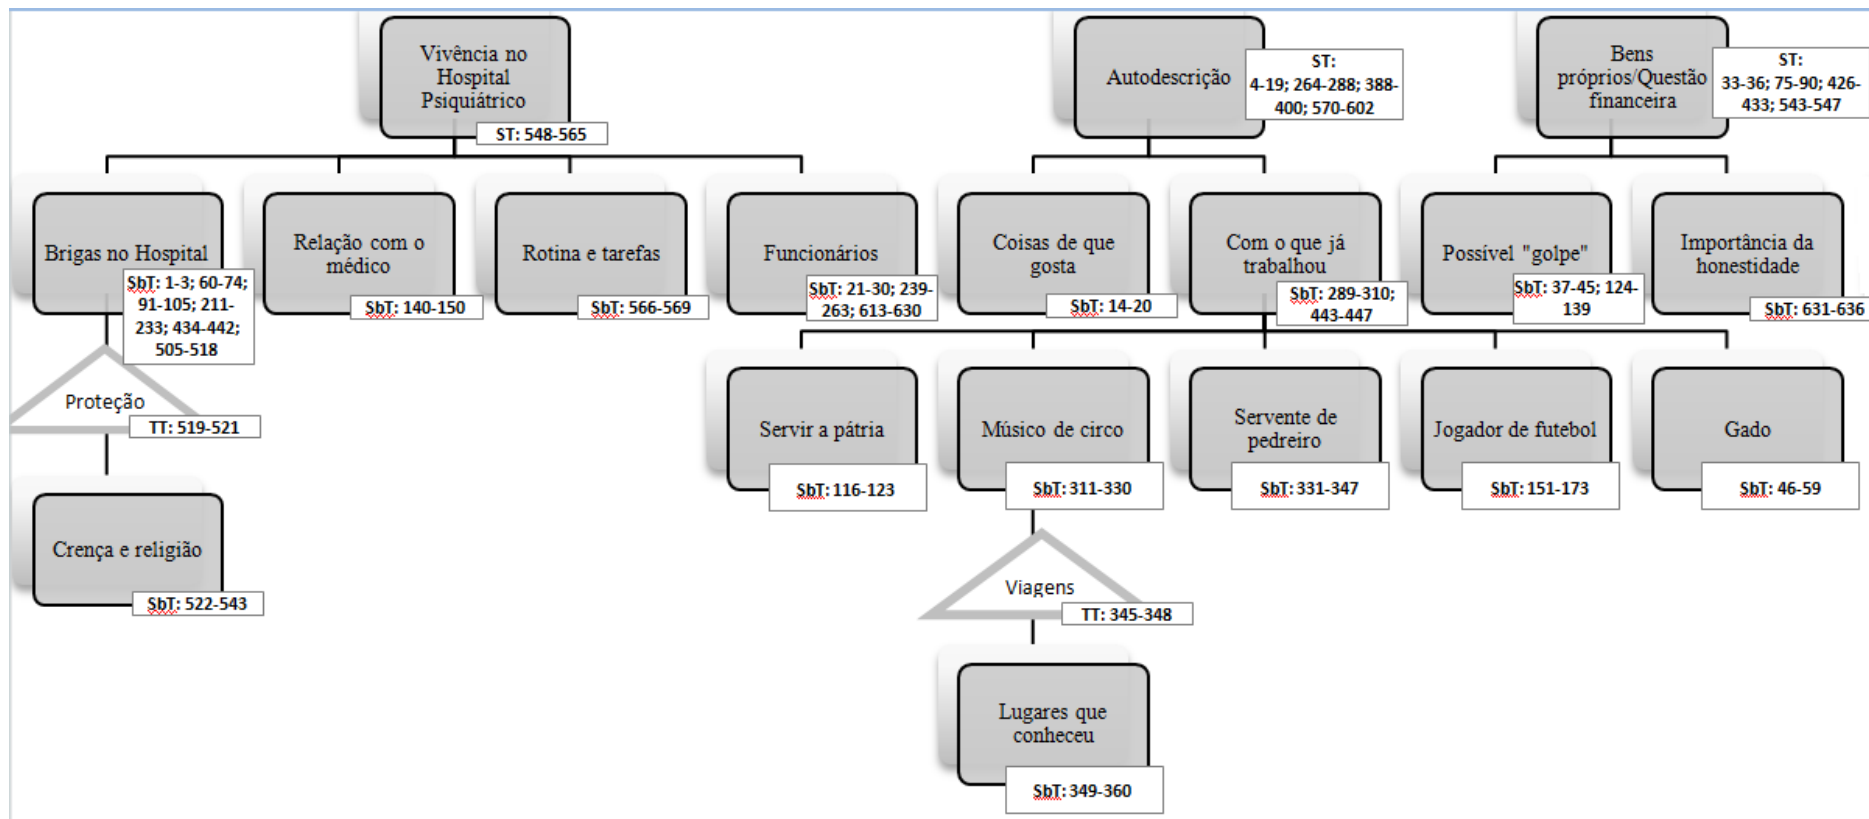 Vivência no
Hospital
Psiquiátrico
ST: 548-565
Autodescrição
ST:
4-19; 264-288; 388-
400; 570-602
Bens
próprios/Questão
financeira
ST:
33-36; 75-90; 426-
433; 543-547
Brigas no Hospital
SbT: 1-3; 60-74;
91-105; 211-
233; 434-442;
505-518
Relação com o
médico
SbT: 140-150
Rotina e tarefas
SbT: 566-569
Funcionários
SbT: 21-30; 239-
263; 613-630
Coisas de que
gosta
SbT: 14-20
Com o que já
trabalhou
SbT: 289-310;
443-447
Possível "golpe"
SbT: 37-45; 124-
139
Importância da
honestidade
SbT: 631-636
Proteção
TT: 519-521
Servir a pátria
SbT: 116-123
Músico de circo
SbT: 311-330
Servente de
pedreiro
SbT: 331-347
Jogador de futebol
SbT: 151-173
Gado
SbT: 46-59
Crença e religião
SbT: 522-543
Viagens
TT: 345-348
Lugares que
conheceu
SbT: 349-360